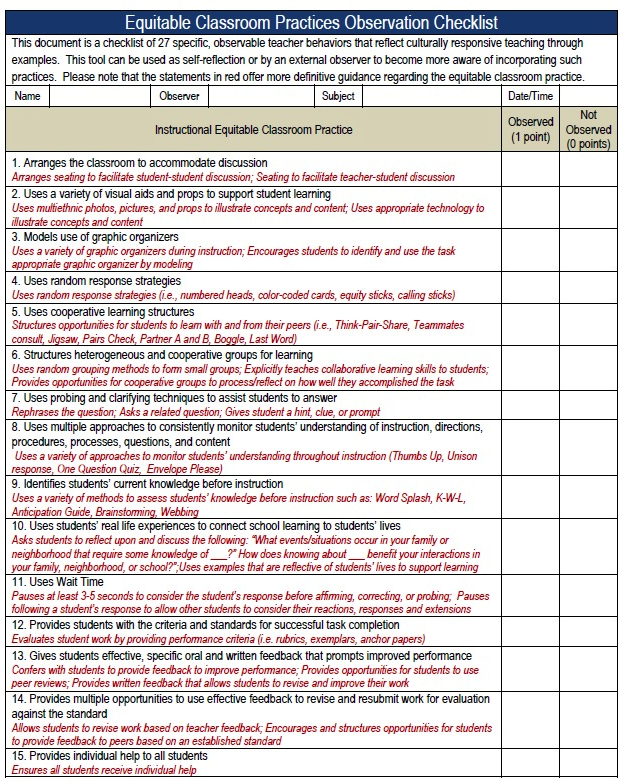 Equitable Classroom Practices Observation Checklist
This document is a checklist of 27 specific, observable teacher behaviors that reflect culturally responsive teaching through
examples. This tool can be used as self-reflection or by an external observer to become more aware of incorporating such
practices. Please note that the statements in red offer more definitive guidance regarding the equitable classroom practice.
Name Observer Subject Date/Time
Instructional Equitable Classroom Practice
Observed
(1 point)
Not
Observed
(0 points)
1. Arranges the classroom to accommodate discussion
Arranges seating to facilitate student-student discussion; Seating to facilitate teacher-student discussion
2. Uses a variety of visual aids and props to support student learning
Uses multiethnic photos, pictures, and props to illustrate concepts and content; Uses appropriate technology to
illustrate concepts and content
3. Models use of graphic organizers
Uses a variety of graphic organizers during instruction; Encourages students to identify and use the task
appropriate graphic organizer by modeling
4. Uses random response strategies
Uses random response strategies (i.e., numbered heads, color-coded cards, equity sticks, calling sticks)
5. Uses cooperative learning structures
Structures opportunities for students to learn with and from their peers (i.e., Think-Pair-Share, Teammates
consult, Jigsaw, Pairs Check, Partner A and B, Boggle, Last Word)
6. Structures heterogeneous and cooperative groups for learning
Uses random grouping methods to form small groups; Explicitly teaches collaborative learning skills to students;
Provides opportunities for cooperative groups to process/reflect on how well they accomplished the task
7. Uses probing and clarifying techniques to assist students to answer
Rephrases the question; Asks a related question; Gives student a hint, clue, or prompt
8. Uses multiple approaches to consistently monitor students' understanding of instruction, directions,
procedures, processes, questions, and content
Uses a variety of approaches to monitor students' understanding throughout instruction (Thumbs Up, Unison
response, One Question Quiz, Envelope Please)
9. Identifies students' current knowledge before instruction
Uses a variety of methods to assess students' knowledge before instruction such as: Word Splash, K-W-L,
Anticipation Guide, Brainstorming, Webbing
10. Uses students' real life experiences to connect school learning to students' lives
Asks students to reflect upon and discuss the following: "What events/situations occur in your family or
neighborhood that require some knowledge of ___?" How does knowing about ___ benefit your interactions in
your family, neighborhood, or school?";Uses examples that are reflective of students' lives to support learning
11. Uses Wait Time
Pauses at least 3-5 seconds to consider the student's response before affirming, correcting, or probing; Pauses
following a student's response to allow other students to consider their reactions, responses and extensions
12. Provides students with the criteria and standards for successful task completion
Evaluates student work by providing performance criteria (i.e. rubrics, exemplars, anchor papers)
13. Gives students effective, specific oral and written feedback that prompts improved performance
Confers with students to provide feedback to improve performance; Provides opportunities for students to use
peer reviews; Provides written feedback that allows students to revise and improve their work
14. Provides multiple opportunities to use effective feedback to revise and resubmit work for evaluation
against the standard
Allows students to revise work based on teacher feedback; Encourages and structures opportunities for students
to provide feedback to peers based on an established standard
15. Provides individual help to all students
Ensures all students receive individual help